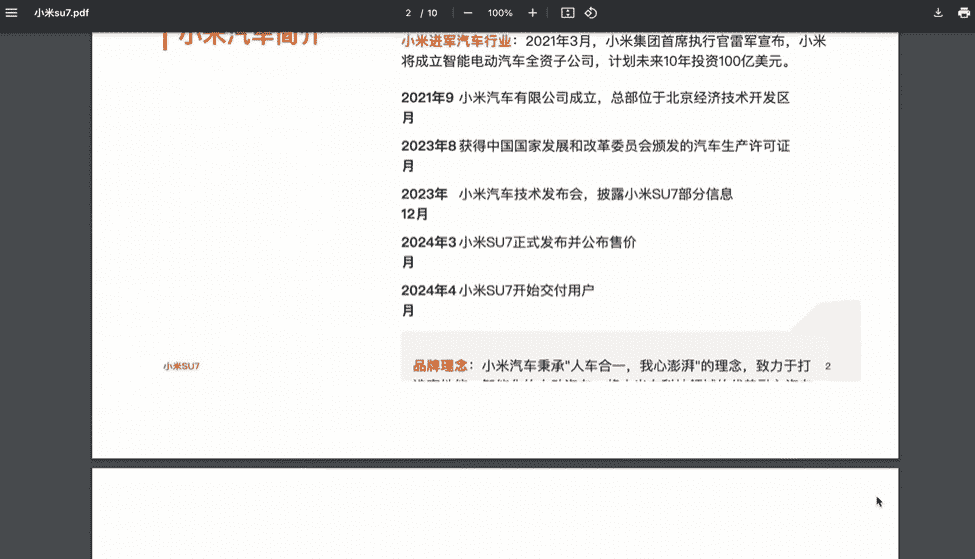 小米su7.pdf
2 / 10
100%
小米汽车简介
小米进军汽车行业：2021年3月，小米集团首席执行官雷军宣布，小米
将成立智能电动汽车全资子公司，计划未来10年投资100亿美元。
2021年9 小米汽车有限公司成立，总部位于北京经济技术开发区
月
2023年8 获得中国国家发展和改革委员会颁发的汽车生产许可证
月
2023年 小米汽车技术发布会，披露小米SU7部分信息
12月
2024年3 小米SU7正式发布并公布售价
月
2024年4 小米SU7开始交付用户
月
品牌理念：小米汽车秉承"人车合一，我心澎湃"的理念，致力于打
小米SU7
2